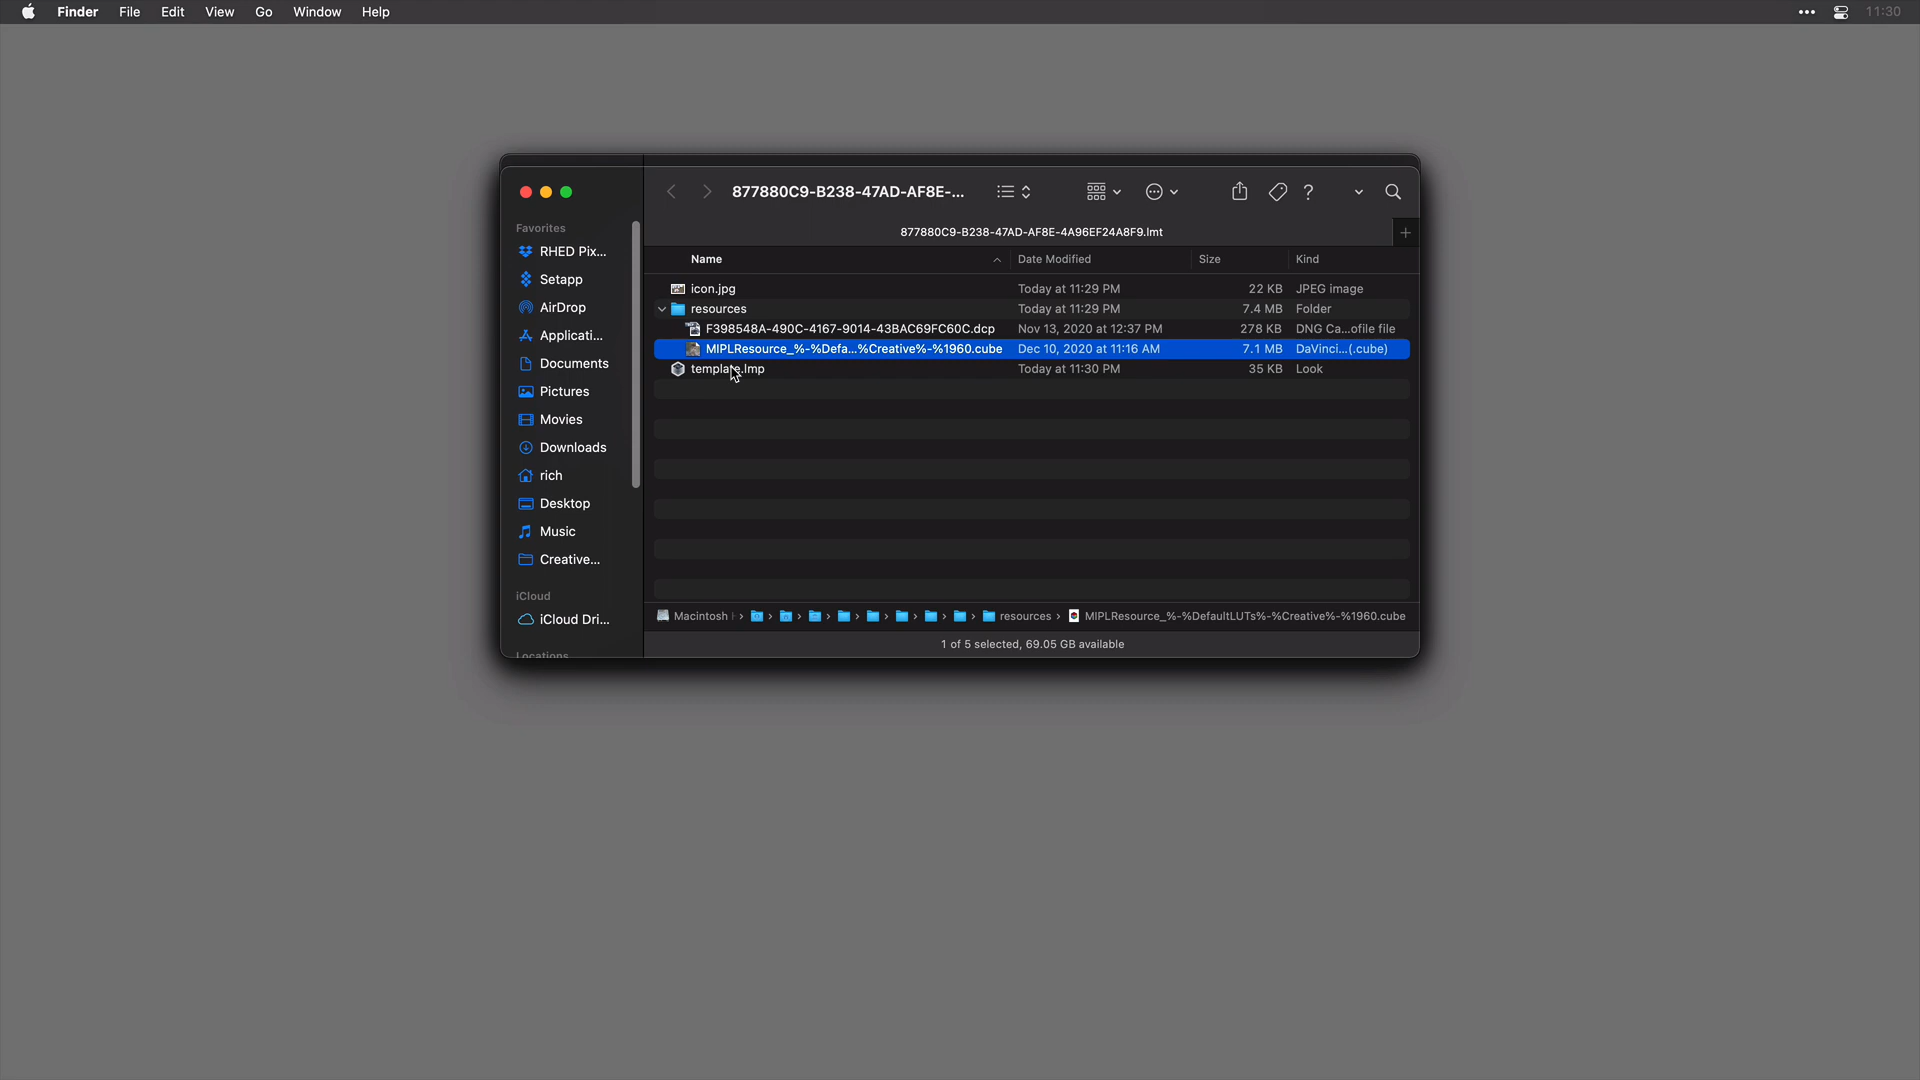 Finder File Edit View Go Window Help 11:30
877880C9-B238-47AD-AF8E-...
877880C9-B238-47AD-AF8E-4A96EF24A8F9.lmt
Favorites
RHED Pix...
Setapp
AirDrop
Applicati...
Documents
Pictures
Movies
Downloads
rich
Desktop
Music
Creative...
iCloud
iCloud Dri...
Locations
Name Date Modified Size Kind
icon.jpg Today at 11:29 PM 22 KB JPEG image
resources Today at 11:29 PM 7.4 MB Folder
F398548A-490C-4167-9014-43BAC69FC60C.dcp Nov 13, 2020 at 12:37 PM 278 KB DNG Ca...ofile file
MIPLResource_%-%Defa...%Creative%-%1960.cube Dec 10, 2020 at 11:16 AM 7.1 MB DaVinci...(.cube)
template.lmp Today at 11:30 PM 35 KB Look
Macintosh resources MIPLResource_%-%DefaultLUTs%-%Creative%-%1960.cube
1 of 5 selected, 69.05 GB available